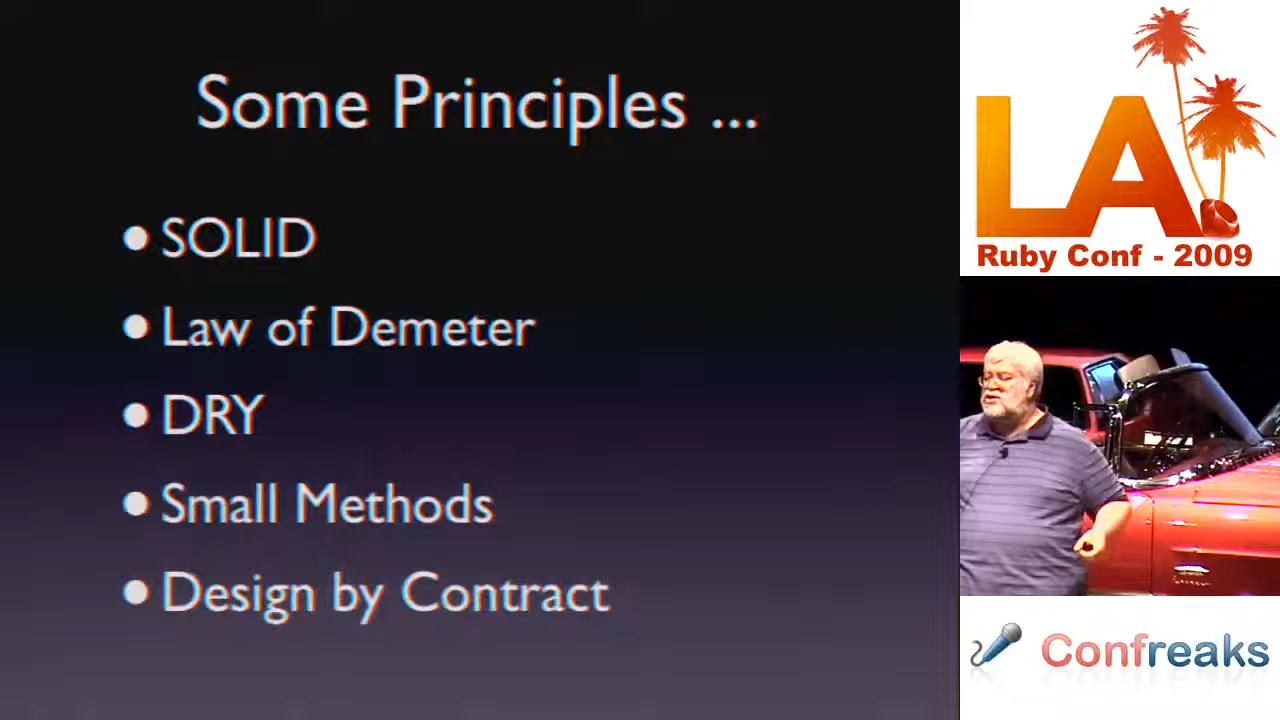 Some Principles ...
● SOLID
● Law of Demeter
● DRY
● Small Methods
● Design by Contract
LA
Ruby Conf - 2009
Confreaks